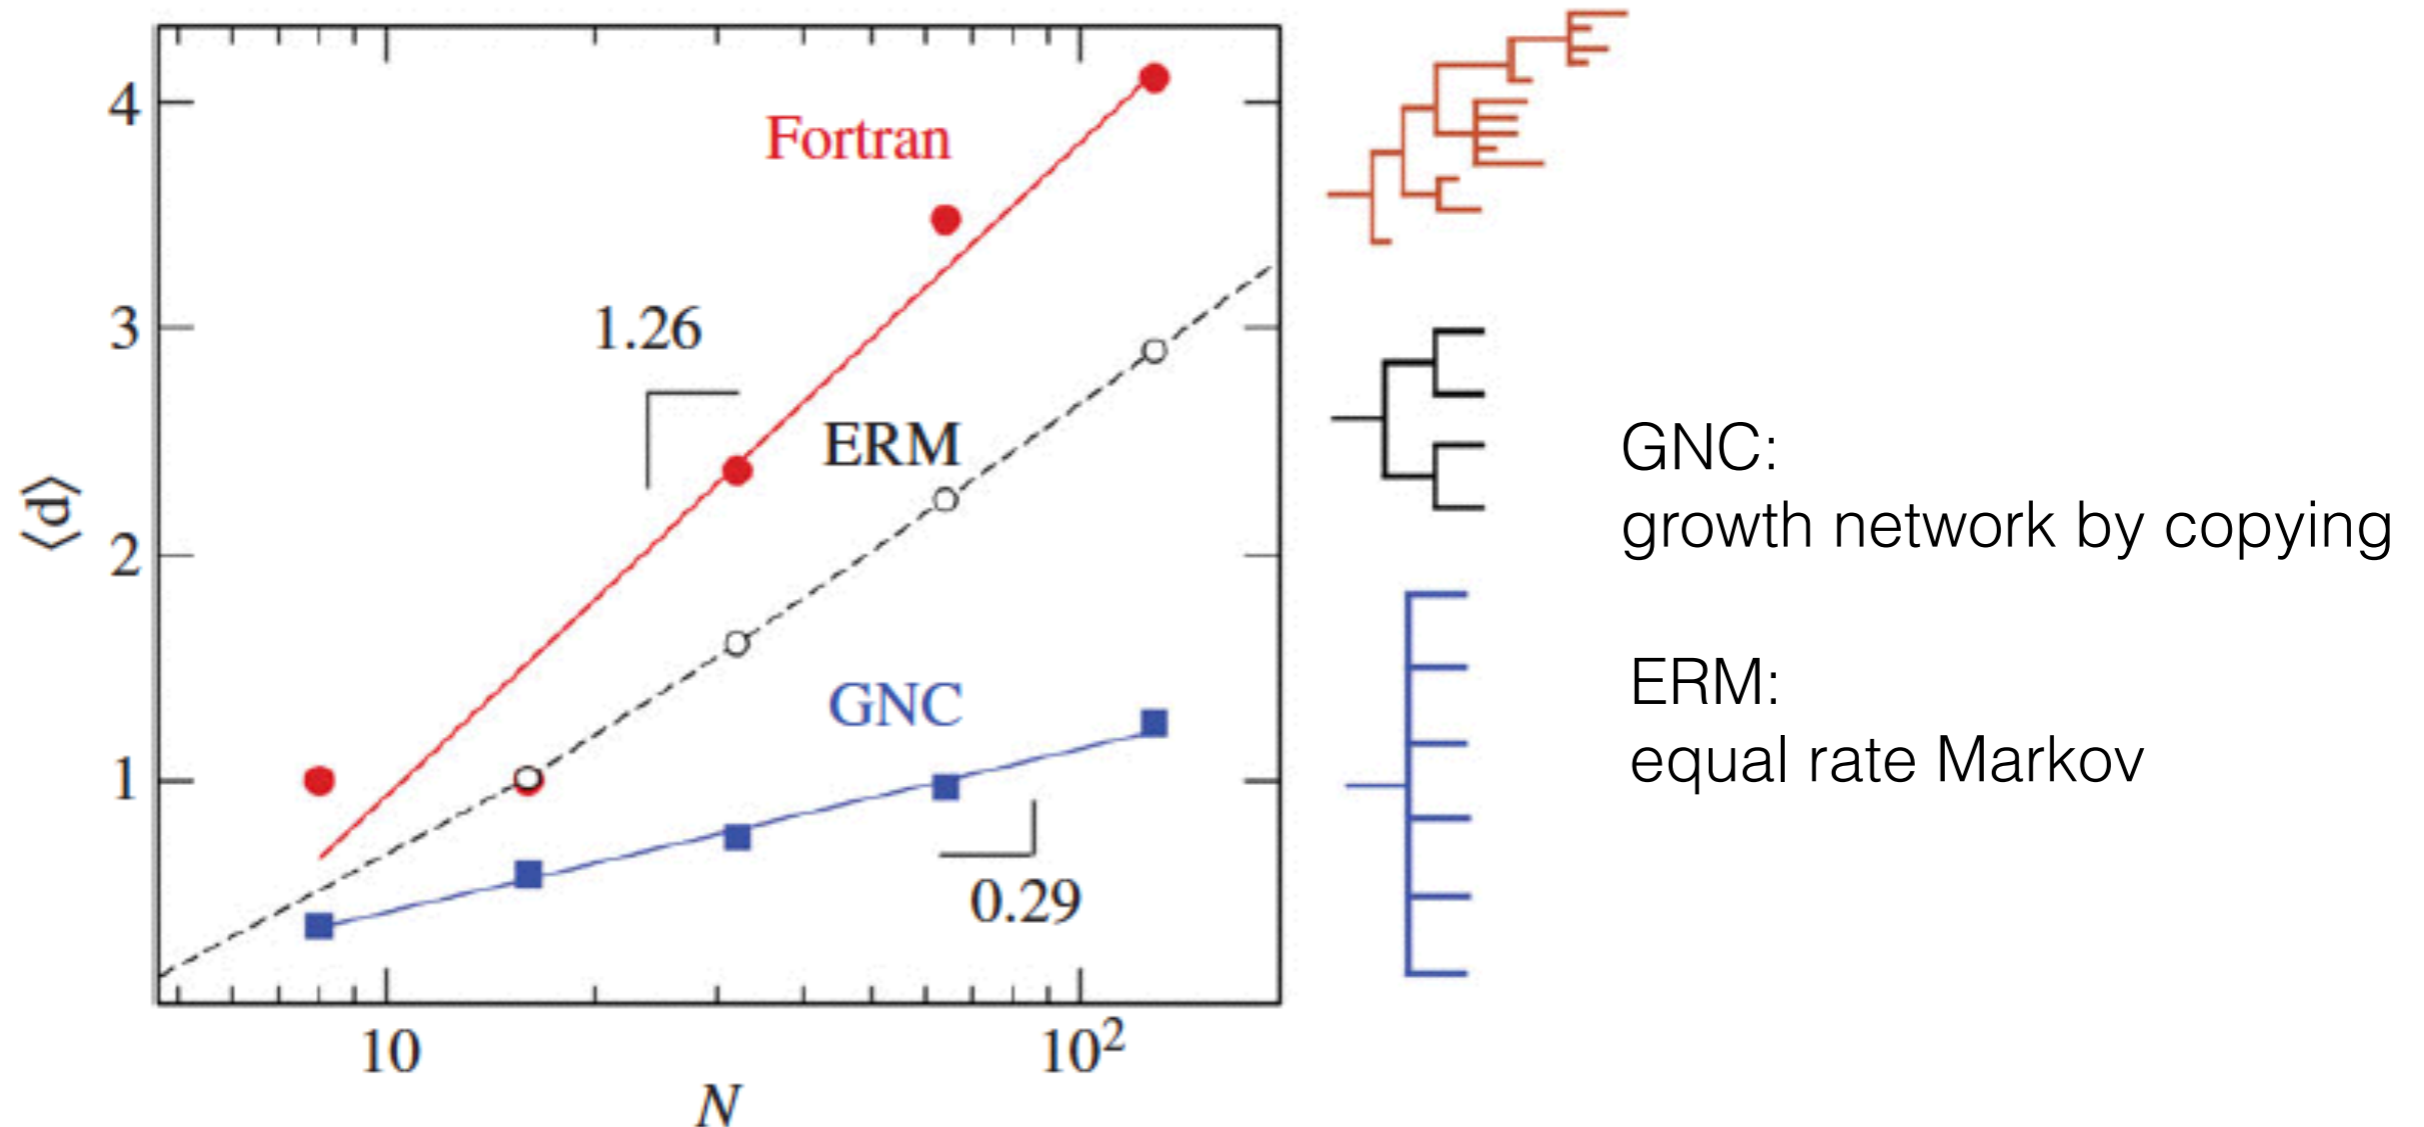 4
3
2
1
⟨d⟩
Fortran
1.26
ERM
GNC
0.29
10
10²
N
GNC:
growth network by copying
ERM:
equal rate Markov